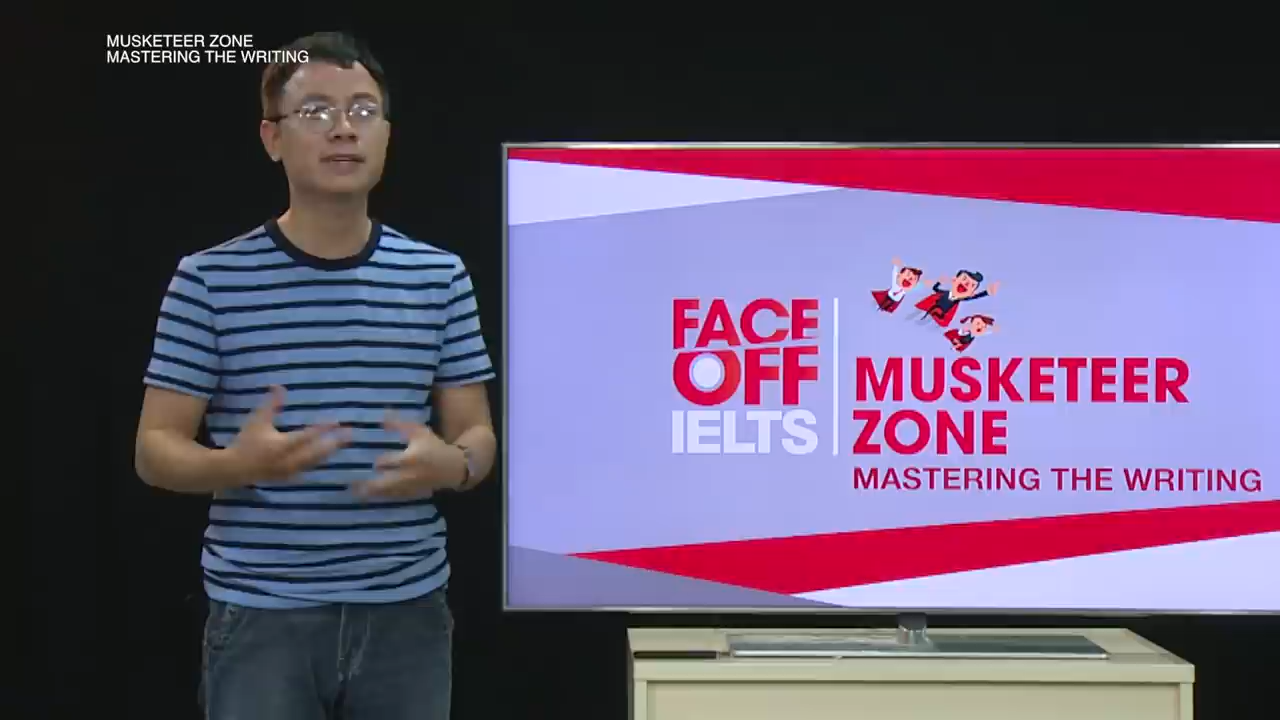 MUSKETEER ZONE
MASTERING THE WRITING
FACE
OFF
IELTS
MUSKETEER
ZONE
MASTERING THE WRITING